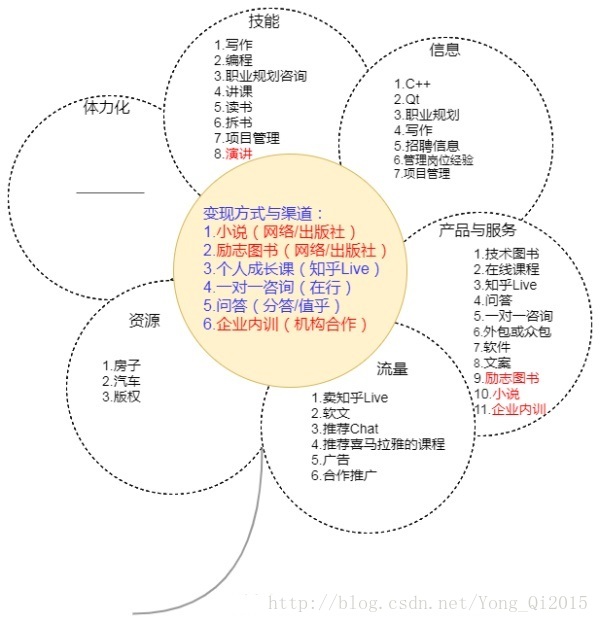 技能
1.写作
2.编程
3.职业规划咨询
4.讲课
5.读书
6.拆书
7.项目管理
8.演讲
信息
1.C++
2.Qt
3.职业规划
4.写作
5.招聘信息
6.管理岗位经验
7.项目管理
体力化
变现方式与渠道：
1.小说（网络/出版社）
2.励志图书（网络/出版社）
3.个人成长课（知乎Live）
4.一对一咨询（在行）
5.问答（分答/值乎）
6.企业内训（机构合作）
产品与服务
1.技术图书
2.在线课程
3.知乎Live
4.问答
5.一对一咨询
6.外包或众包
7.软件
8.文案
9.励志图书
10.小说
11.企业内训
资源
1.房子
2.汽车
3.版权
流量
1.卖知乎Live
2.软文
3.推荐Chat
4.推荐喜马拉雅的课程
5.广告
6.合作推广
http://blog.csdn.net/Yong_Qi2015